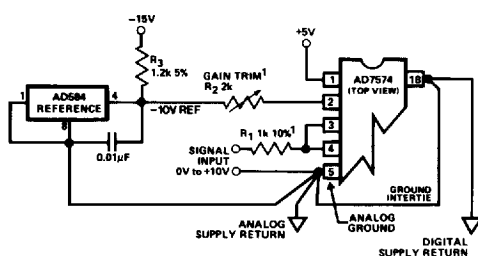 -15V
R3
1.2k 5%
+5V
GAIN TRIM1
R2 2k
AD7574
(TOP VIEW)
1
18
1
AD584
REFERENCE
4
8
-10V REF
2
0.01μF
R1 1k 10%1
3
SIGNAL
INPUT
4
0V to +10V
5
GROUND
INTERTIE
ANALOG
SUPPLY RETURN
ANALOG
GROUND
DIGITAL
SUPPLY RETURN